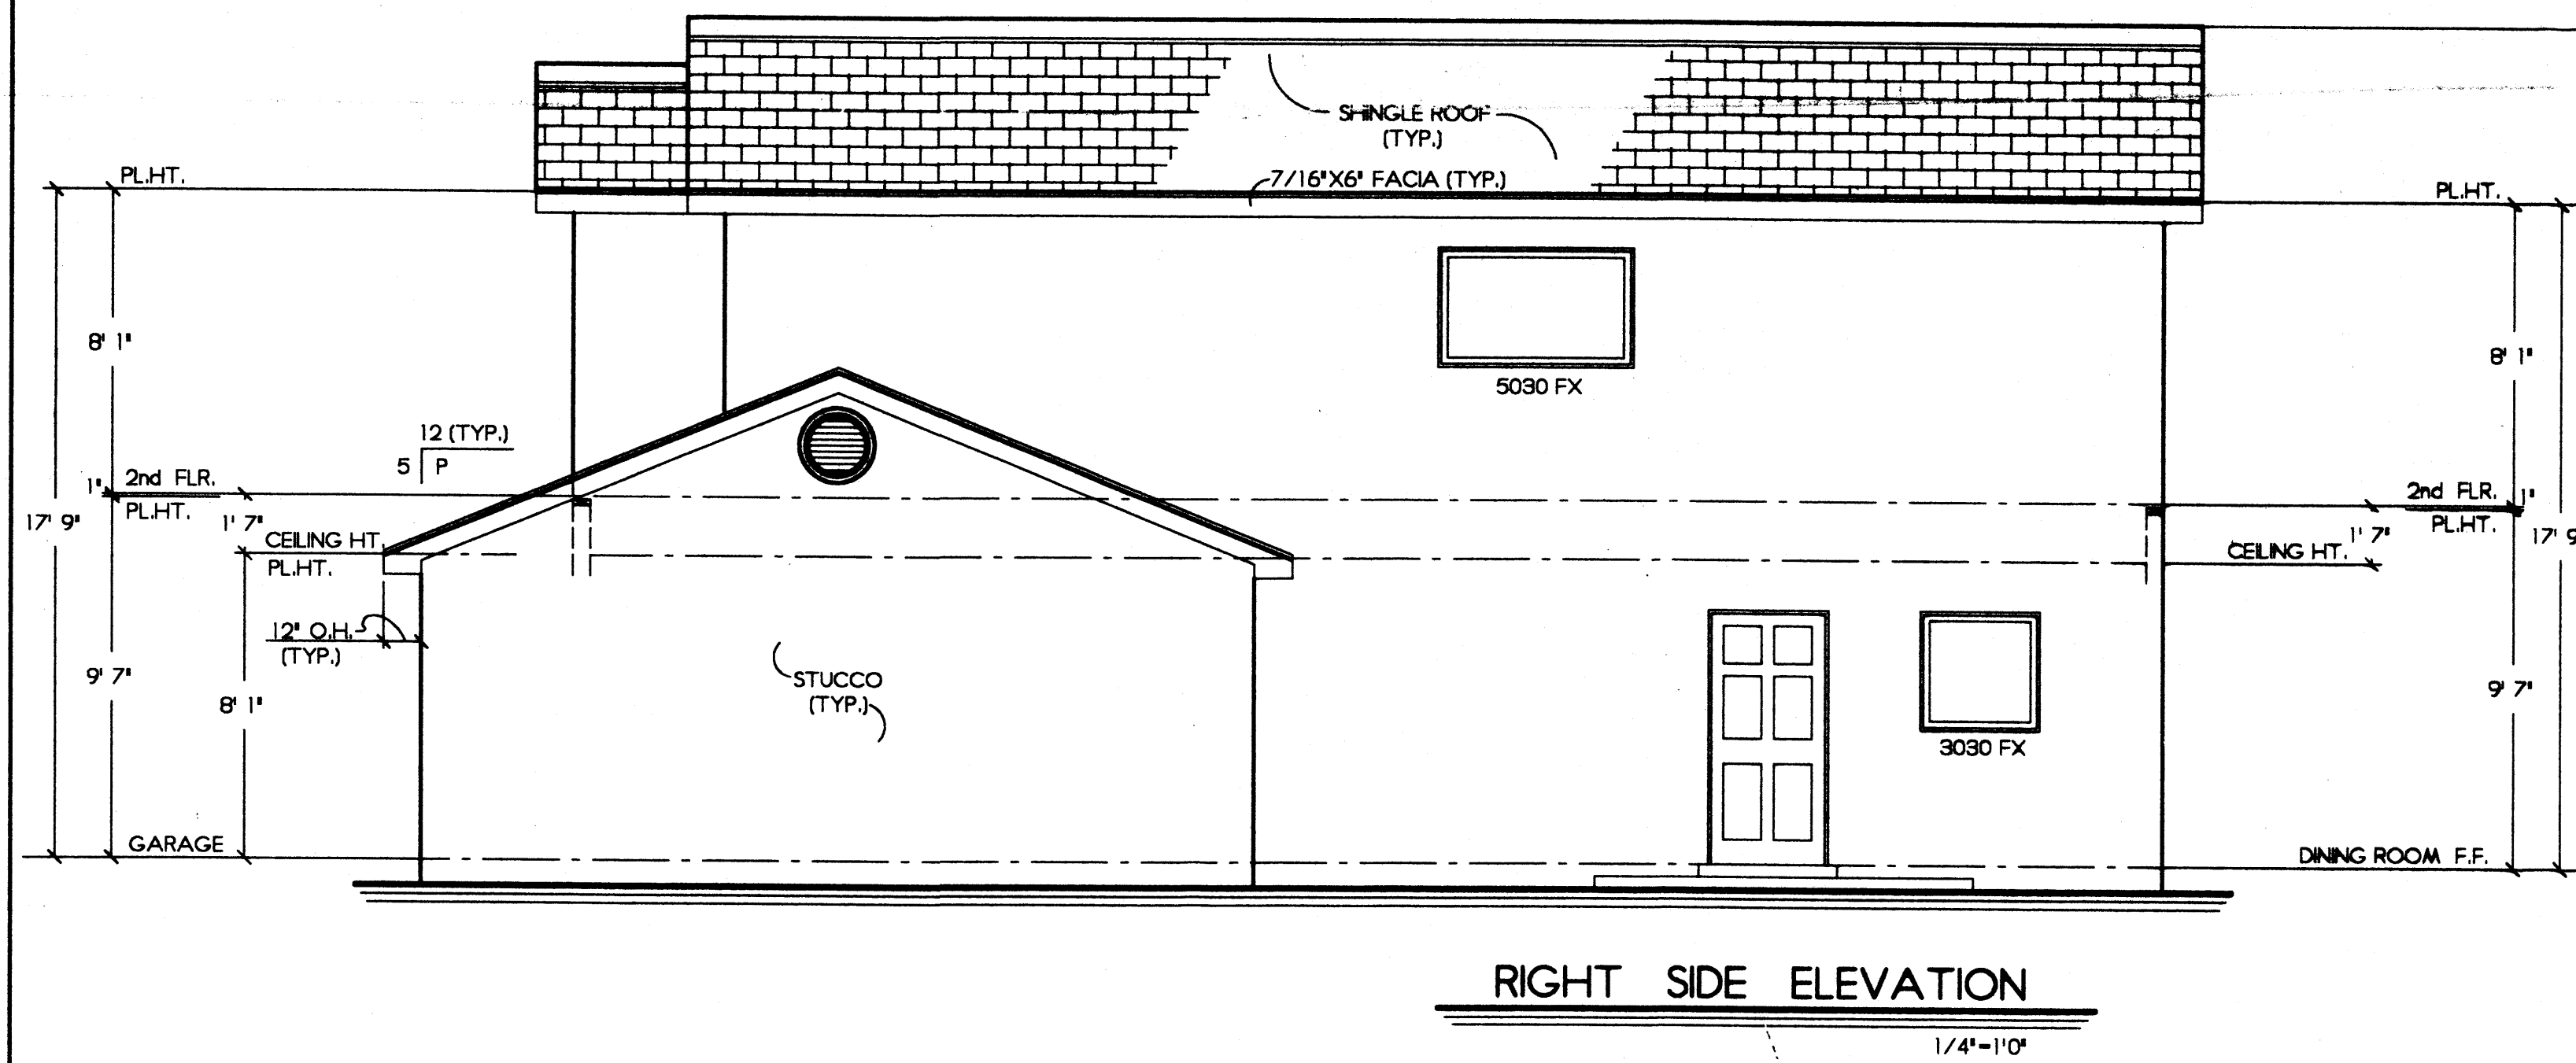 SHINGLE ROOF
(TYP.)
7/16"X6" FACIA (TYP.)
PL.HT.
PL.HT.
8' 1"
8' 1"
5030 FX
12 (TYP.)
5
P
1"
2nd FLR.
PL.HT.
17' 9"
1' 7"
CEILING HT.
PL.HT.
2nd FLR.
1"
PL.HT.
1' 7"
17' 9
CEILING HT.
12" O.H.
(TYP.)
9' 7"
8' 1"
STUCCO
(TYP.)
9' 7"
3030 FX
GARAGE
DINING ROOM F.F.
RIGHT SIDE ELEVATION
1/4"-1'0"